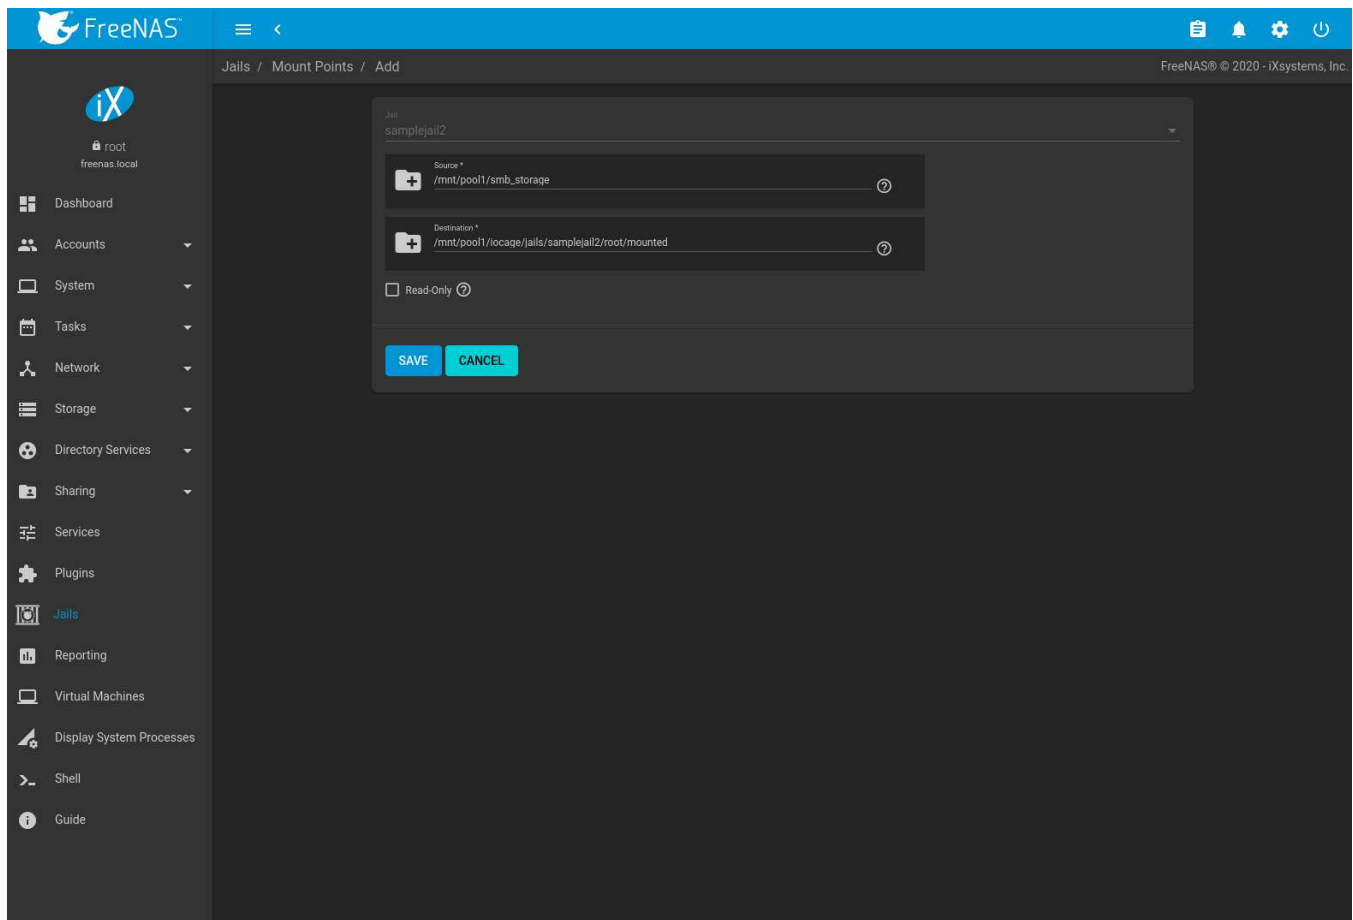 FreeNAS
Jails / Mount Points / Add
FreeNAS® © 2020 - iXsystems, Inc.
iX
root
freenas.local
Dashboard
Accounts
System
Tasks
Network
Storage
Directory Services
Sharing
Services
Plugins
Jails
Reporting
Virtual Machines
Display System Processes
Shell
Guide
Jail
samplejail2
Source *
/mnt/pool1/smb_storage
Destination *
/mnt/pool1/iocage/jails/samplejail2/root/mounted
Read-Only
SAVE CANCEL